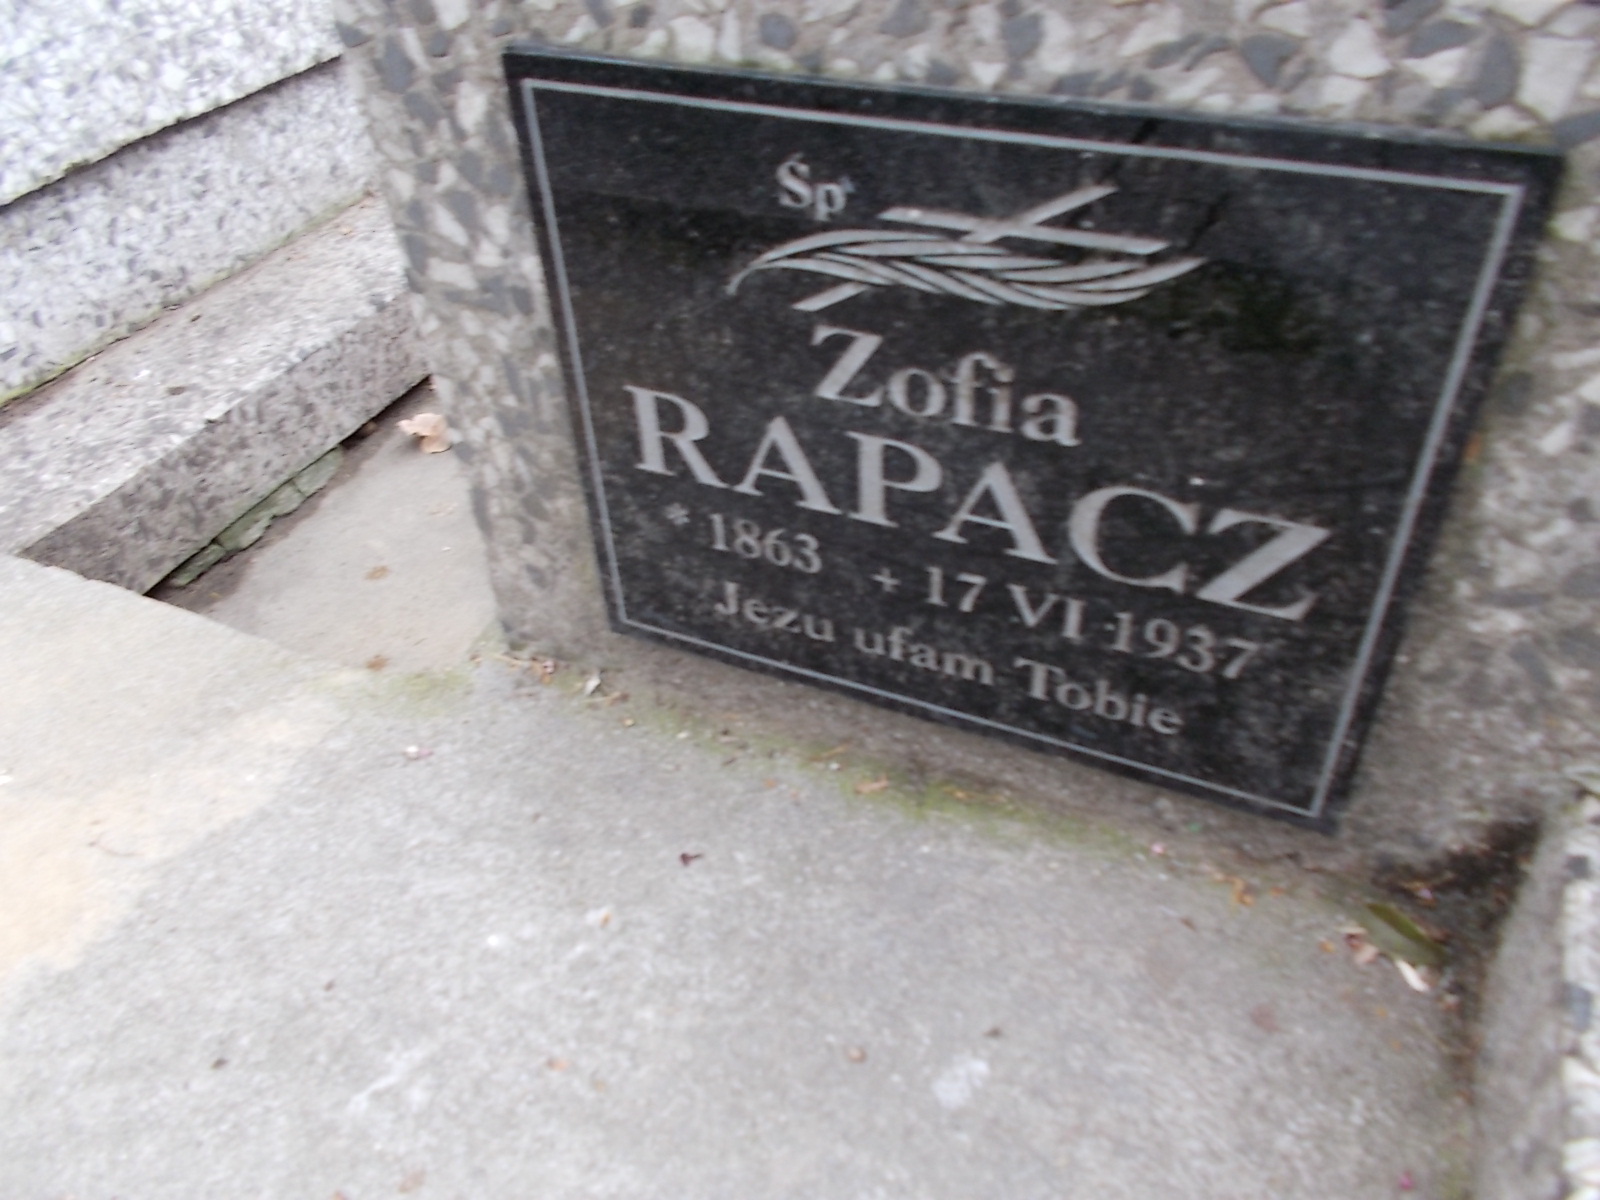 Śp
Zofia
RAPACZ
* 1863 + 17 VI 1937
Jezu ufam Tobie